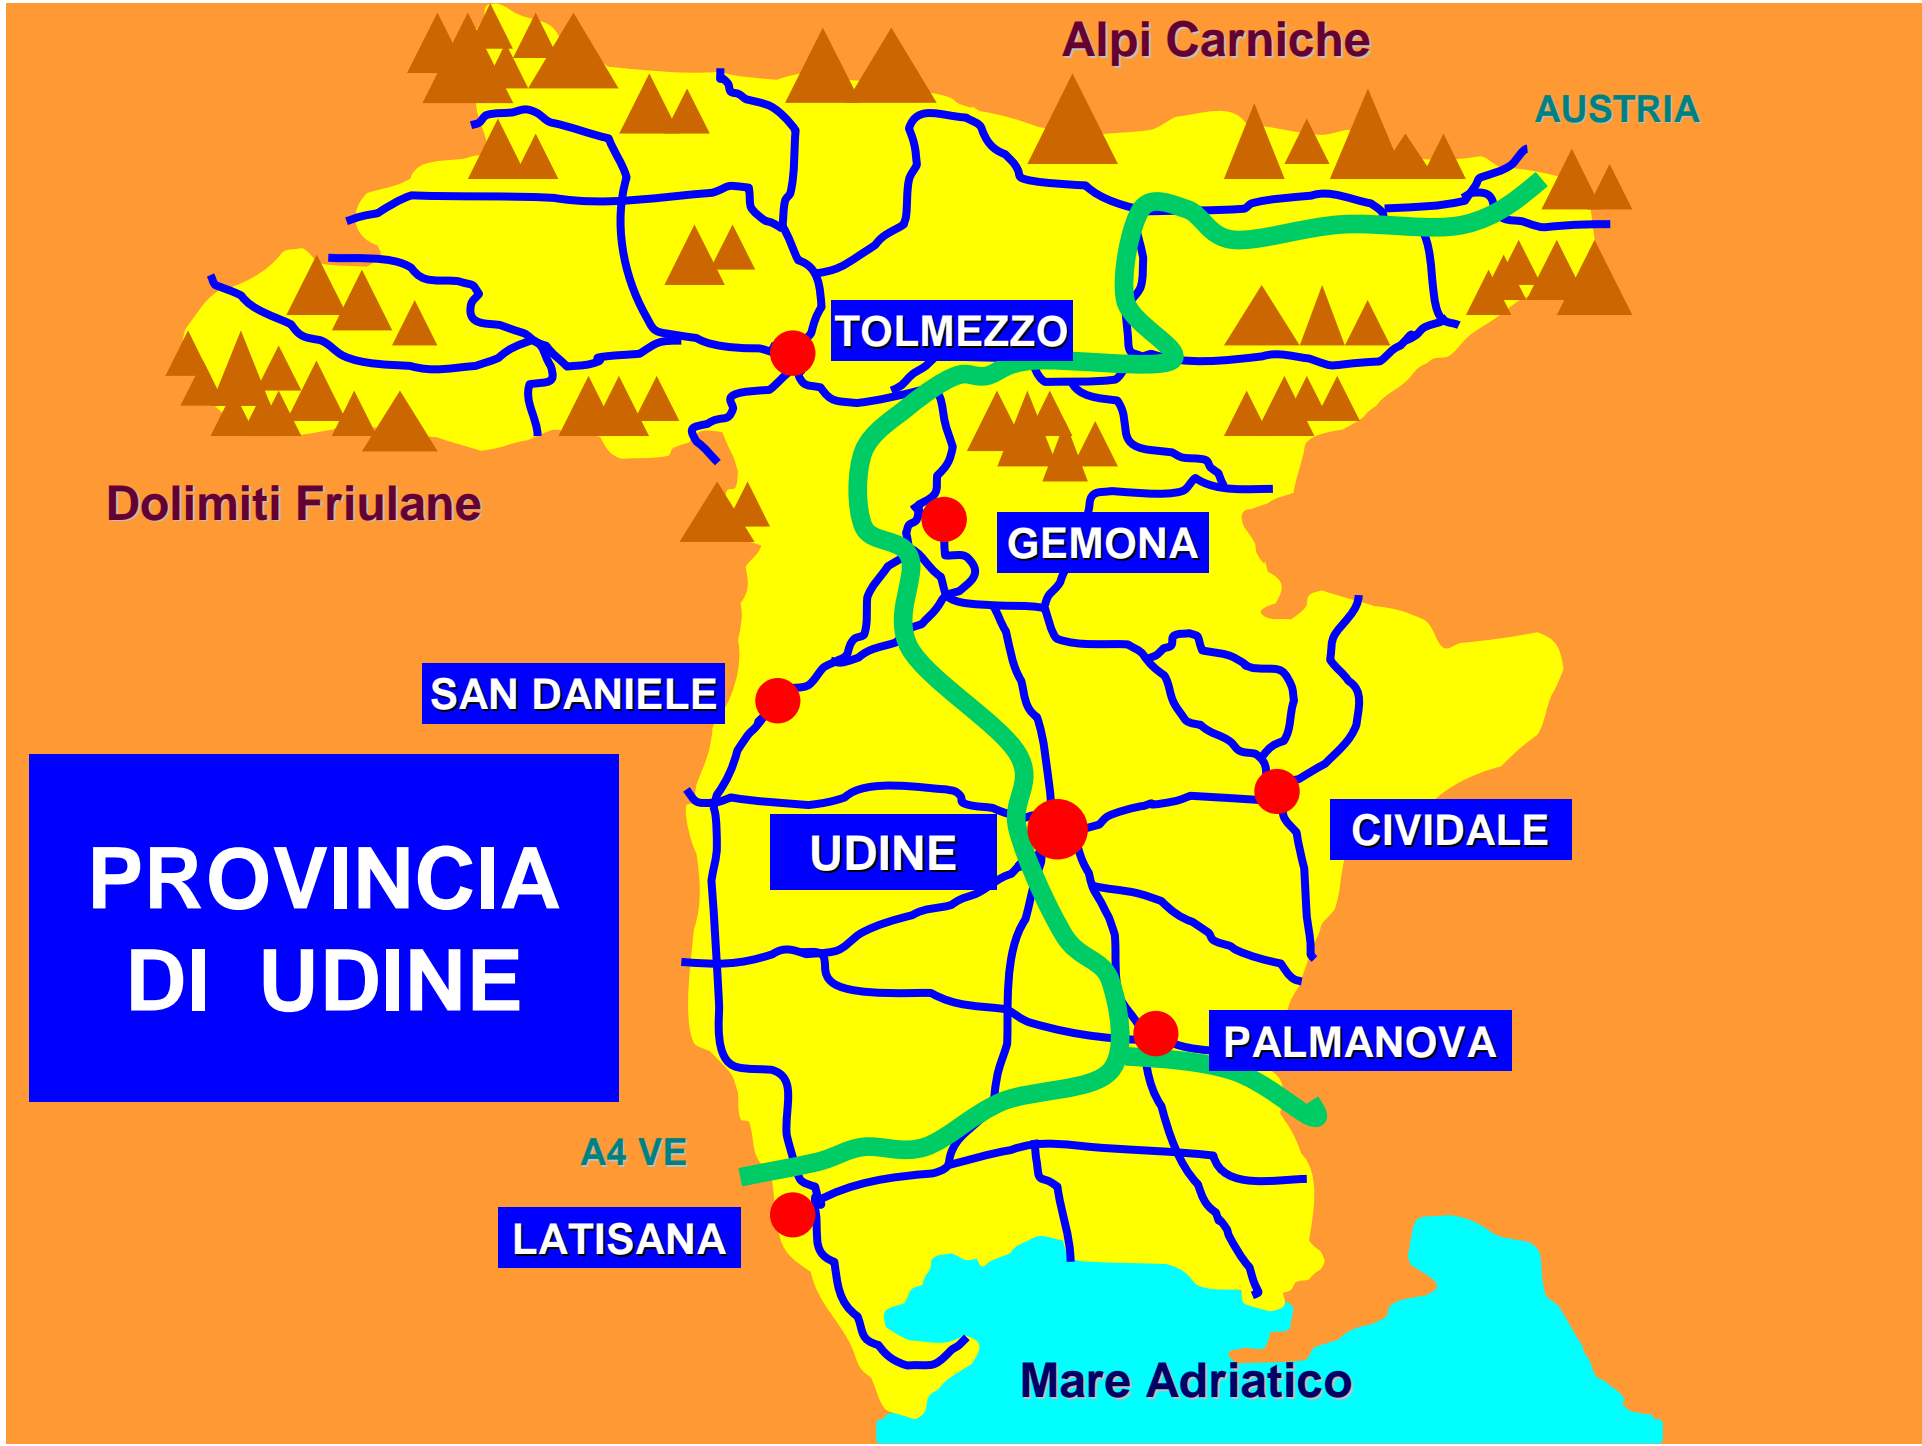 Alpi Carniche
AUSTRIA
TOLMEZZO
Dolimiti Friulane
GEMONA
SAN DANIELE
PROVINCIA
DI UDINE
UDINE
CIVIDALE
PALMANOVA
A4 VE
LATISANA
Mare Adriatico